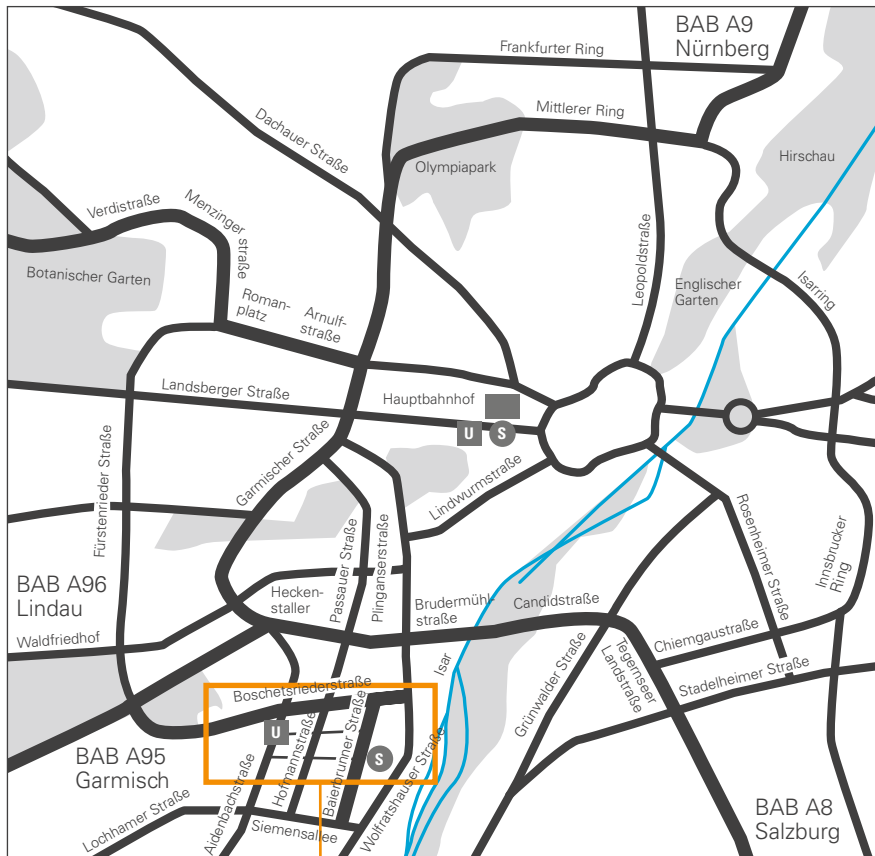 BAB A9
Nürnberg
Frankfurter Ring
Mittlerer Ring
Dachauer Straße
Olympiapark
Hirschau
Verdistraße
Menzinger
straße
Botanischer Garten
Leopoldstraße
Englischer
Garten
Isarring
Roman-
platz
Arnulf-
straße
Landsberger Straße
Hauptbahnhof
U
S
Garmischer Straße
Lindwurmstraße
Fürstenrieder Straße
Passauer Straße
Plinganserstraße
Rosenheimer Straße
Innsbrucker
Ring
BAB A96
Lindau
Hecken-
staller
Brudermühl-
straße
Candidstraße
Waldfriedhof
Isar
Grünwalder Straße
Tegernseer
Landstraße
Chiemgaustraße
Stadelheimer Straße
Boschetsriederstraße
U
S
BAB A95
Garmisch
Aidenbachstraße
Hofmannstraße
Baierbrunner Straße
Wolfratshauser Straße
Lochhamer Straße
Siemensallee
BAB A8
Salzburg